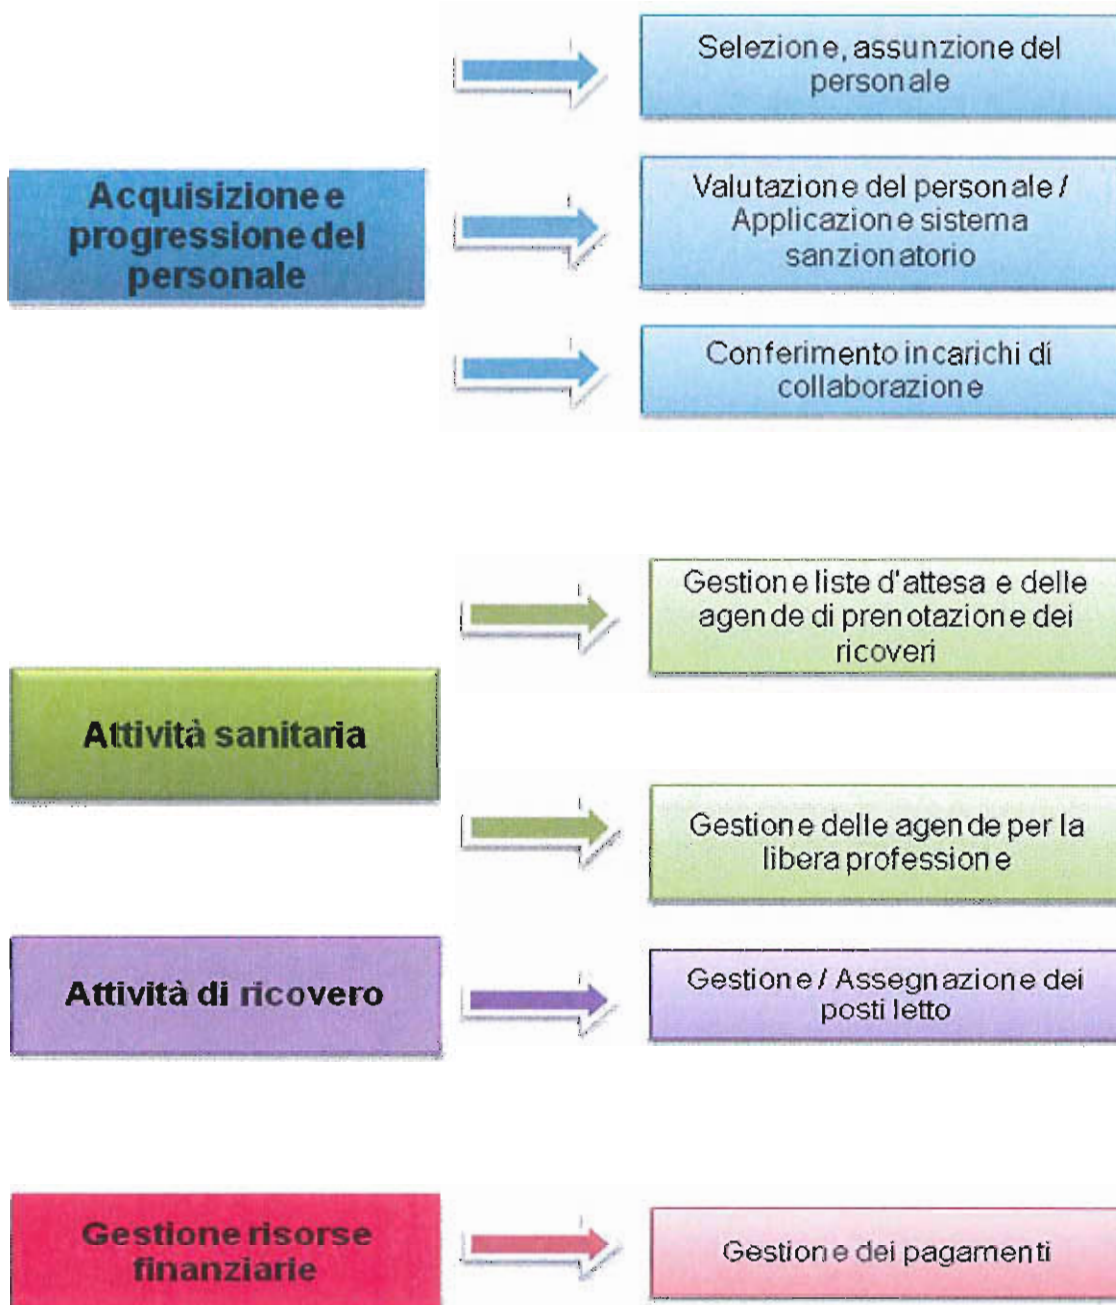 Selezione, assunzione del
personale
Acquisizione e
progressione del
personale
Valutazione del personale /
Applicazione sistema
sanzionatorio
Conferimento incarichi di
collaborazione
Gestione liste d'attesa e delle
agende di prenotazione dei
ricoveri
Attività sanitaria
Gestione delle agende per la
libera professione
Attività di ricovero
Gestione / Assegnazione dei
posti letto
Gestione risorse
finanziarie
Gestione dei pagamenti